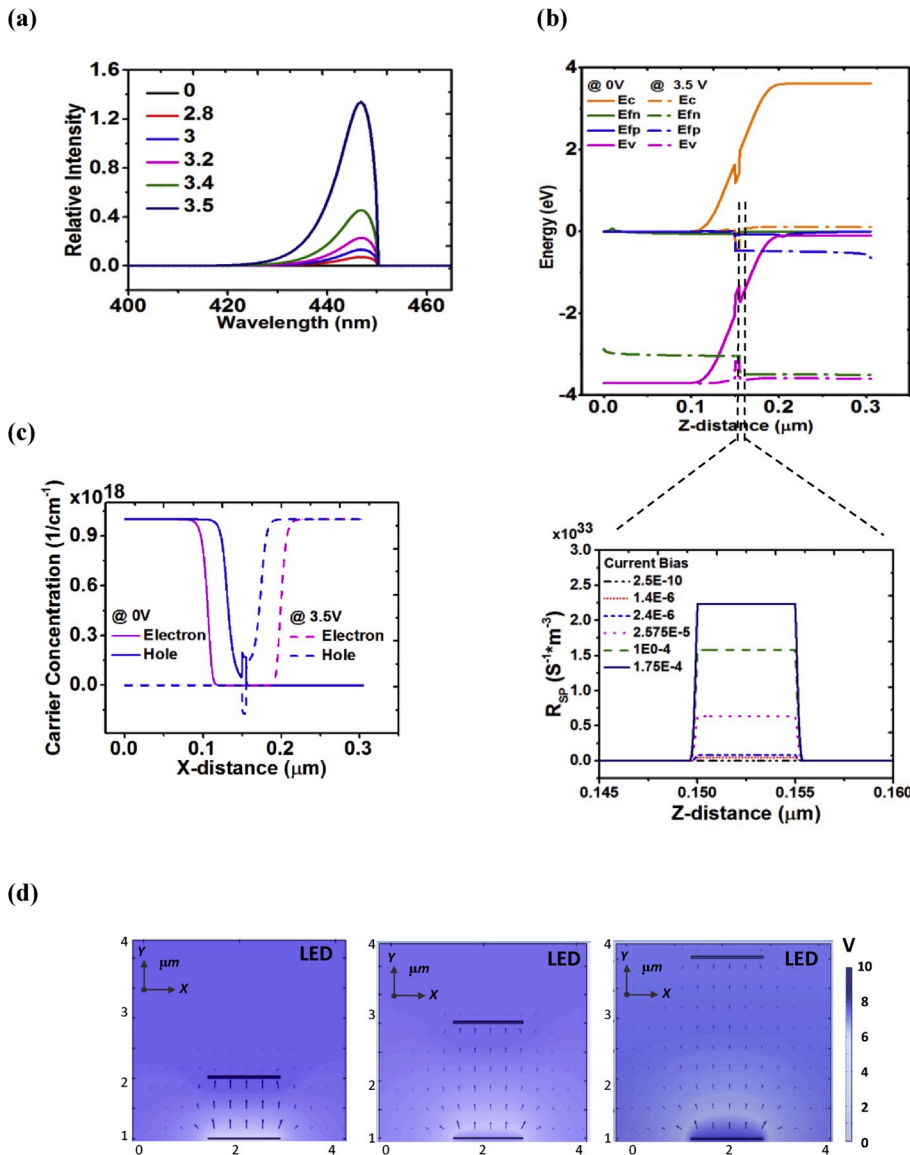 (a)
1.6
1.2
0.8
0.4
0.0
Relative Intensity
0
2.8
3
3.2
3.4
3.5
400 420 440 460
Wavelength (nm)
(b)
4
2
0
-2
-4
Energy (eV)
@ 0V @ 3.5 V
Ec Ec
Efn Efn
Efp Efp
Ev Ev
0.0 0.1 0.2 0.3
Z-distance (μm)
(c)
x10^18
0.9
0.6
0.3
0.0
Carrier Concentration (1/cm^-1)
@ 0V @ 3.5V
Electron Electron
Hole Hole
0.0 0.1 0.2 0.3
X-distance (μm)
x10^33
3.0
2.5
2.0
1.5
1.0
0.5
0.0
R_SP (S^-1*m^-3)
Current Bias
2.5E-10
1.4E-6
2.4E-6
2.575E-5
1E0-4
1.75E-4
0.145 0.150 0.155 0.160
Z-distance (μm)
(d)
4
3
2
1
Y
μm
X
LED
0 2 4
4
3
2
1
Y
μm
X
LED
0 2 4
4
3
2
1
Y
μm
X
LED
0 2 4
V
10
8
6
4
2
0